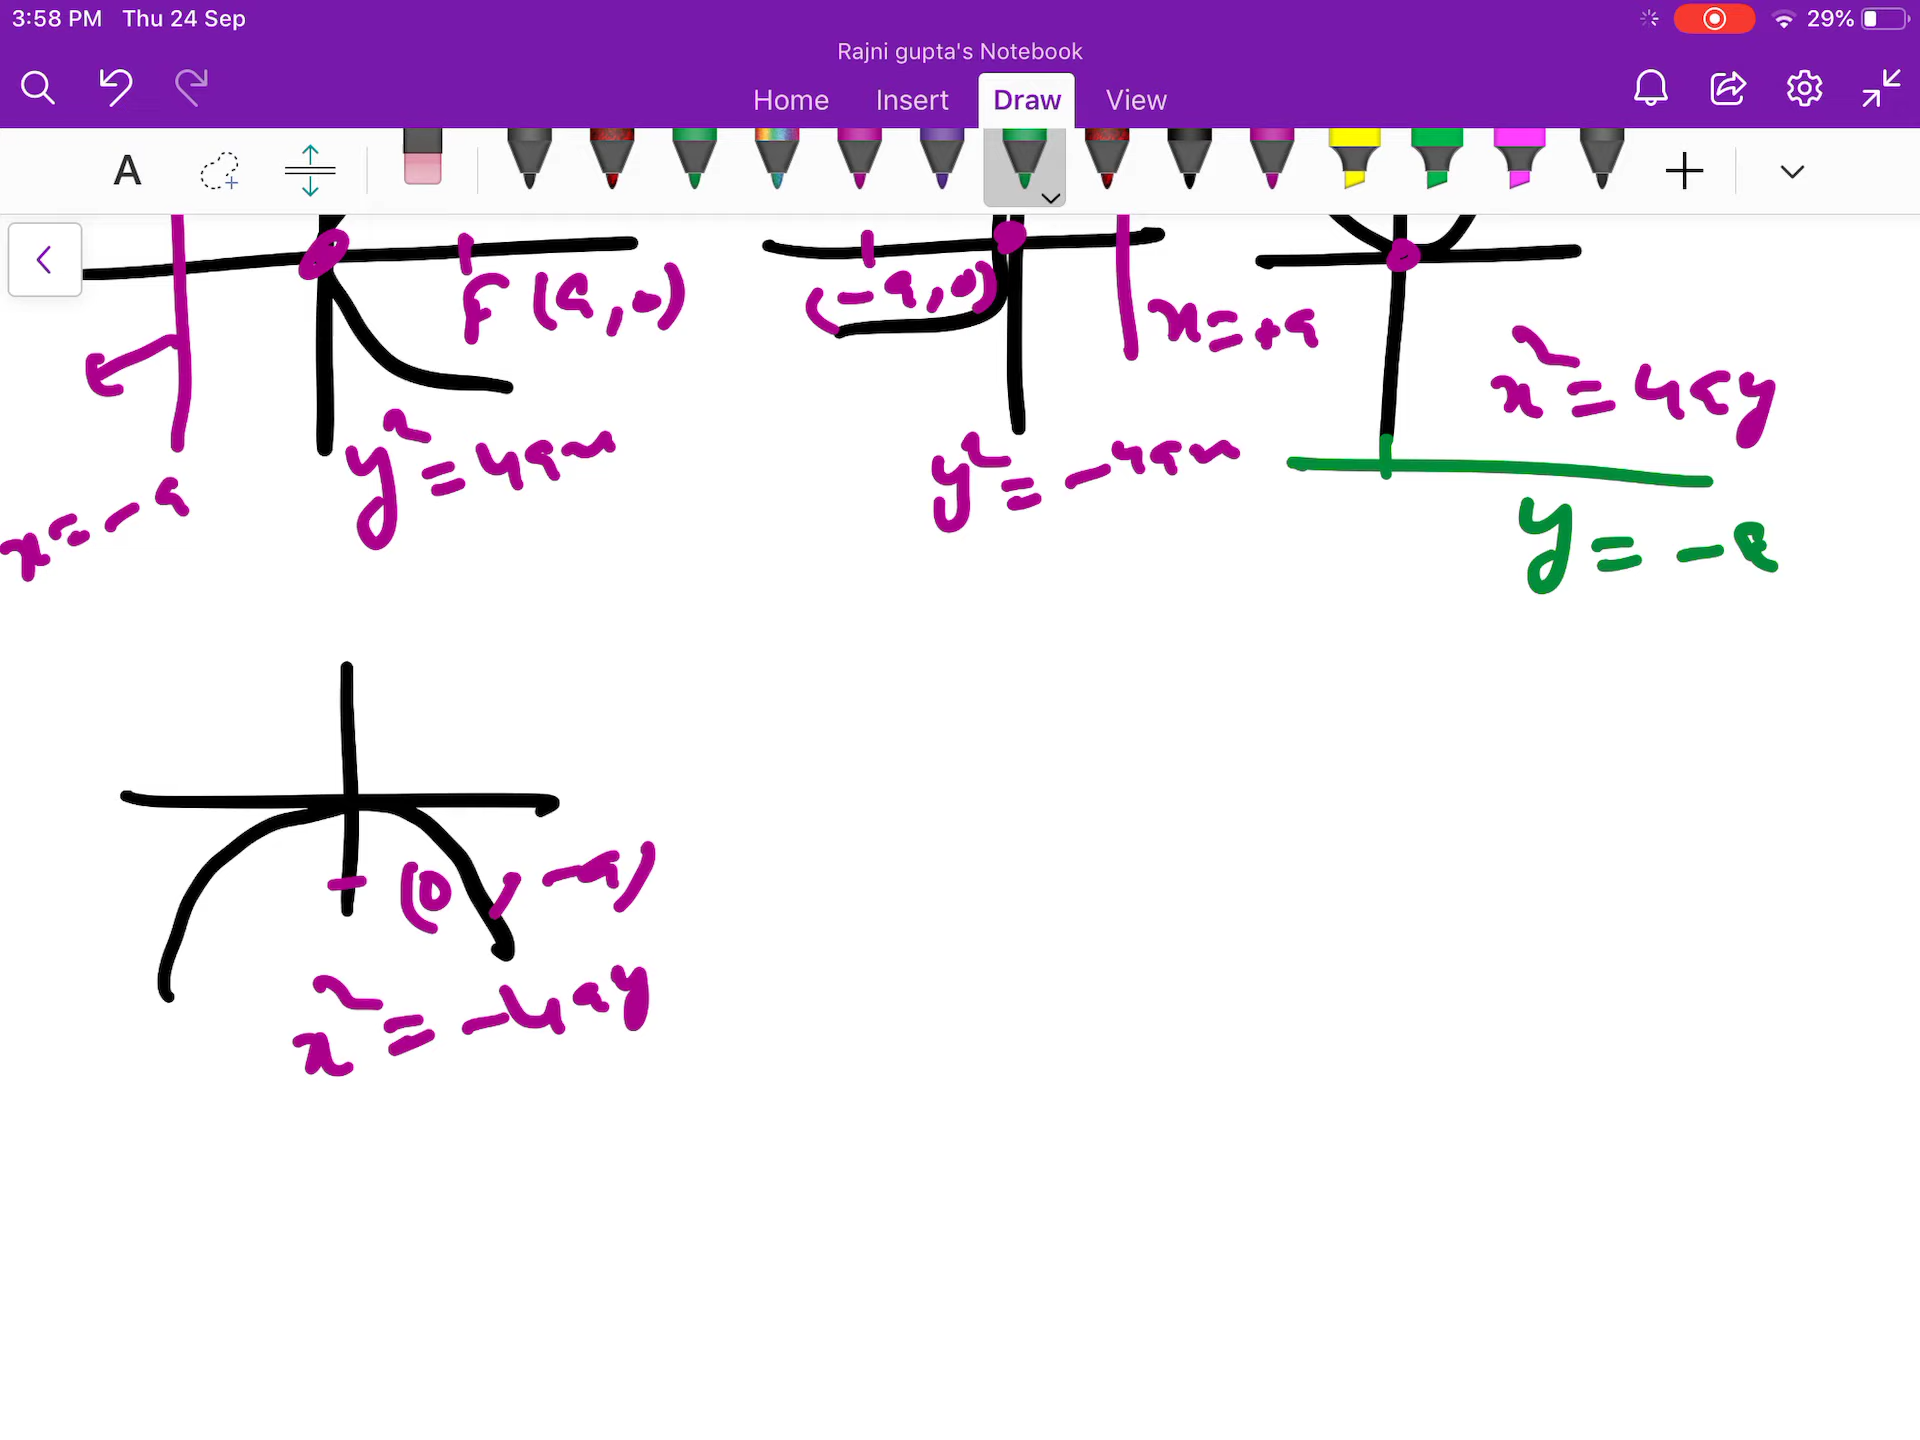 3:58 PM Thu 24 Sep
29%
Rajni gupta's Notebook
Home Insert Draw View
A
F (a, 0)
x = -a
y² = 4ax
(-a, 0)
x = +a
y² = -4ax
x² = 4ay
y = -a
(0, -a)
x² = -4ay